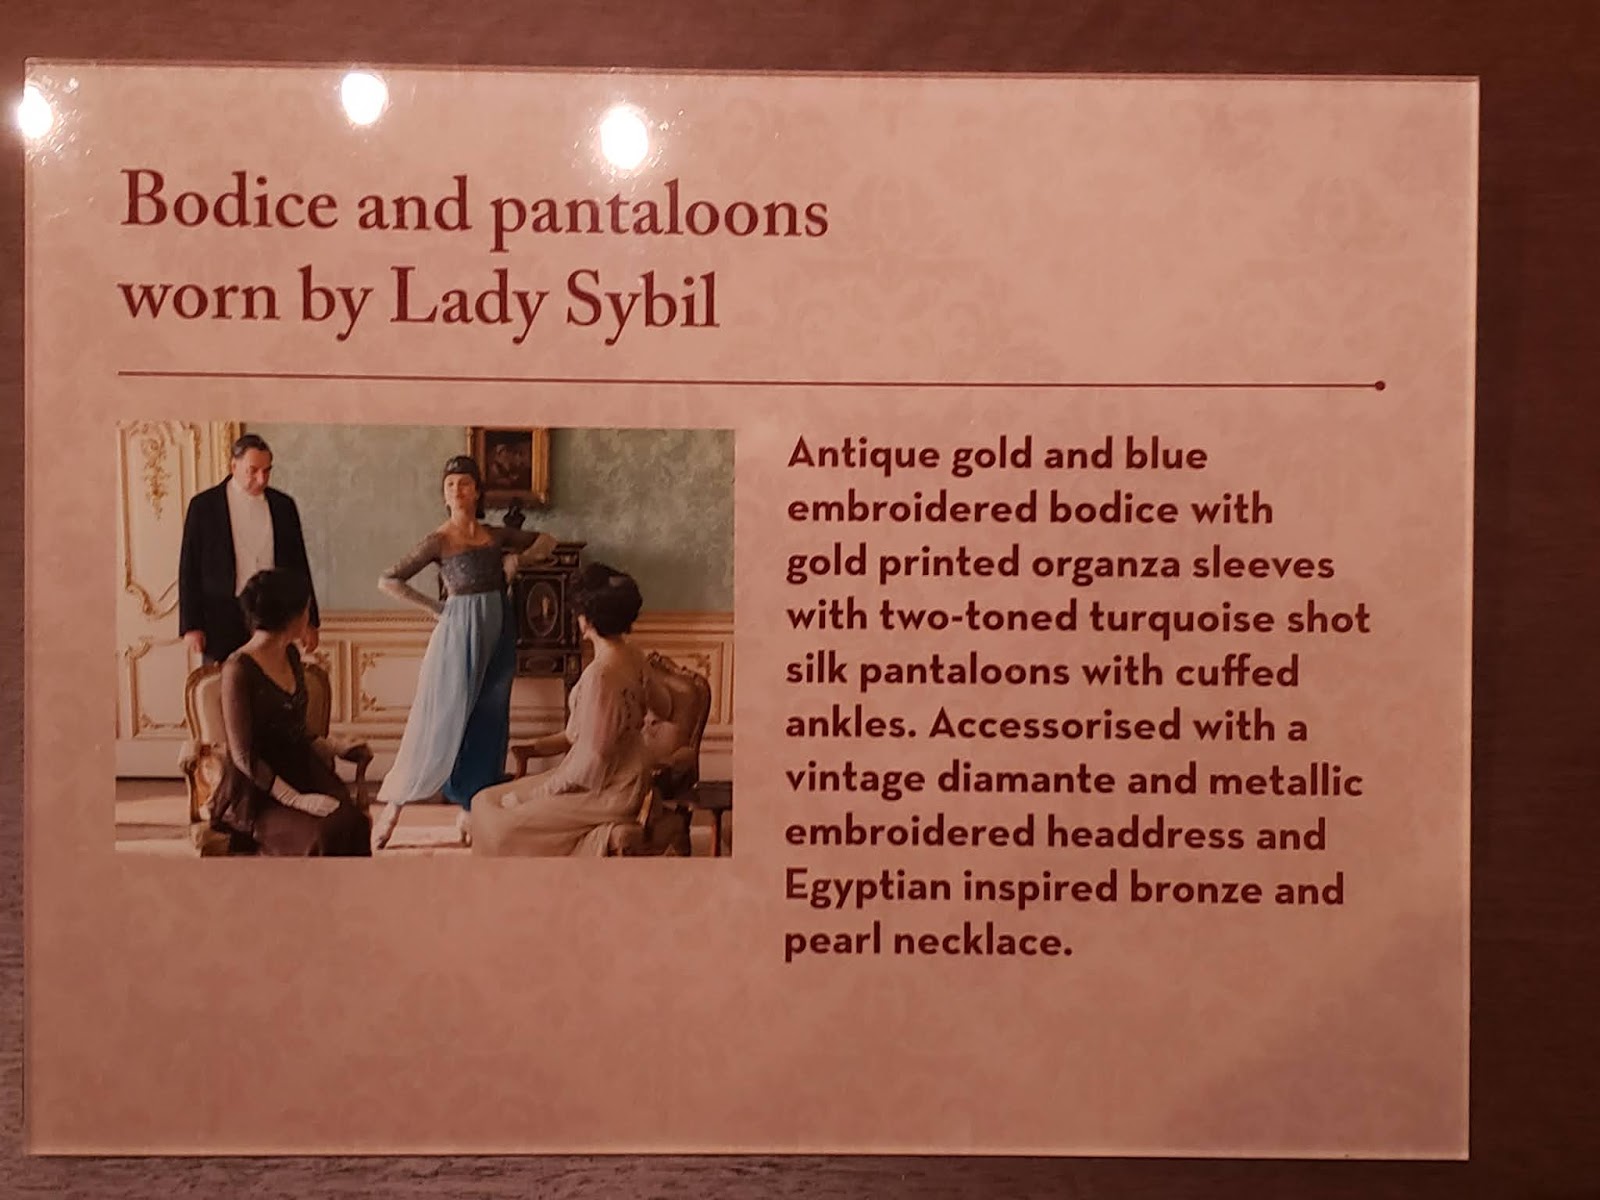 Bodice and pantaloons
worn by Lady Sybil
Antique gold and blue
embroidered bodice with
gold printed organza sleeves
with two-toned turquoise shot
silk pantaloons with cuffed
ankles. Accessorised with a
vintage diamante and metallic
embroidered headdress and
Egyptian inspired bronze and
pearl necklace.